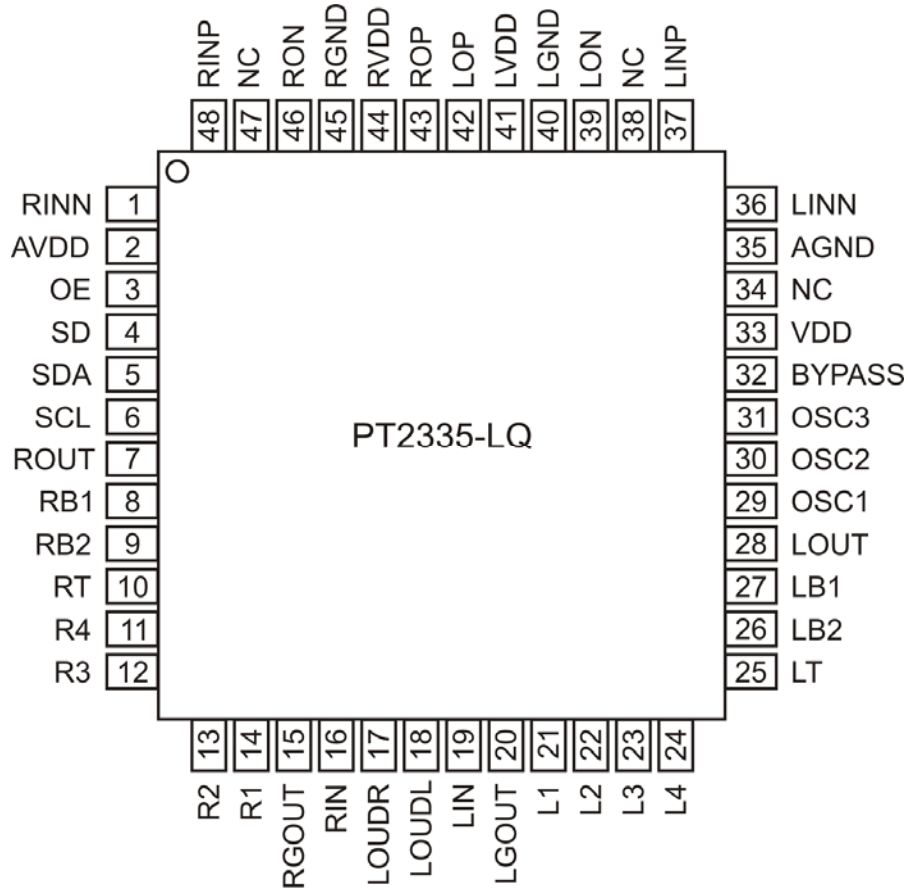 RINP NC RON RGND RVDD ROP LOP LVDD LGND LON NC LINP
48 47 46 45 44 43 42 41 40 39 38 37
RINN 1 36 LINN
AVDD 2 35 AGND
OE 3 34 NC
SD 4 33 VDD
SDA 5 32 BYPASS
SCL 6 31 OSC3
PT2335-LQ
ROUT 7 30 OSC2
RB1 8 29 OSC1
RB2 9 28 LOUT
RT 10 27 LB1
R4 11 26 LB2
R3 12 25 LT
13 14 15 16 17 18 19 20 21 22 23 24
R2 R1 RGOUT RIN LOUDR LOUDL LIN LGOUT L1 L2 L3 L4